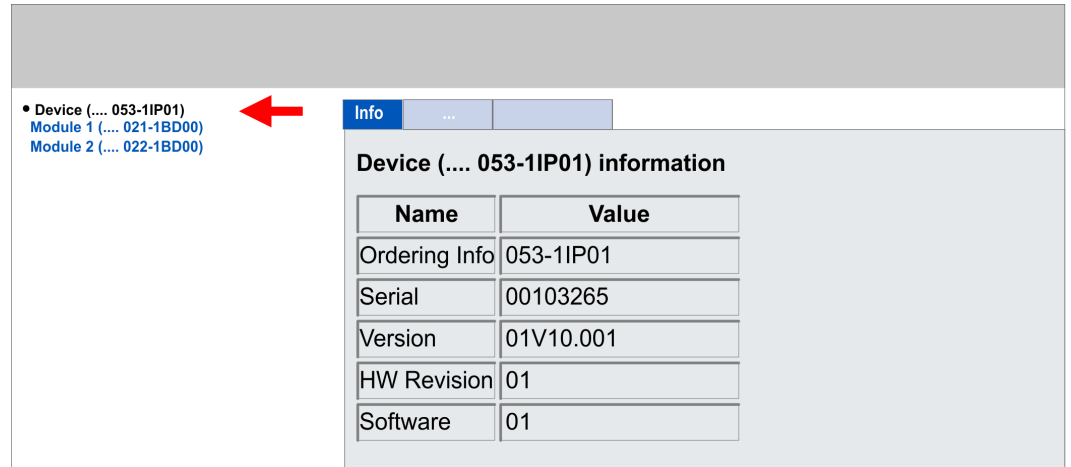 • Device (.... 053-1IP01)
Module 1 (.... 021-1BD00)
Module 2 (.... 022-1BD00)
Info ...
Device (.... 053-1IP01) information
Name Value
Ordering Info 053-1IP01
Serial 00103265
Version 01V10.001
HW Revision 01
Software 01